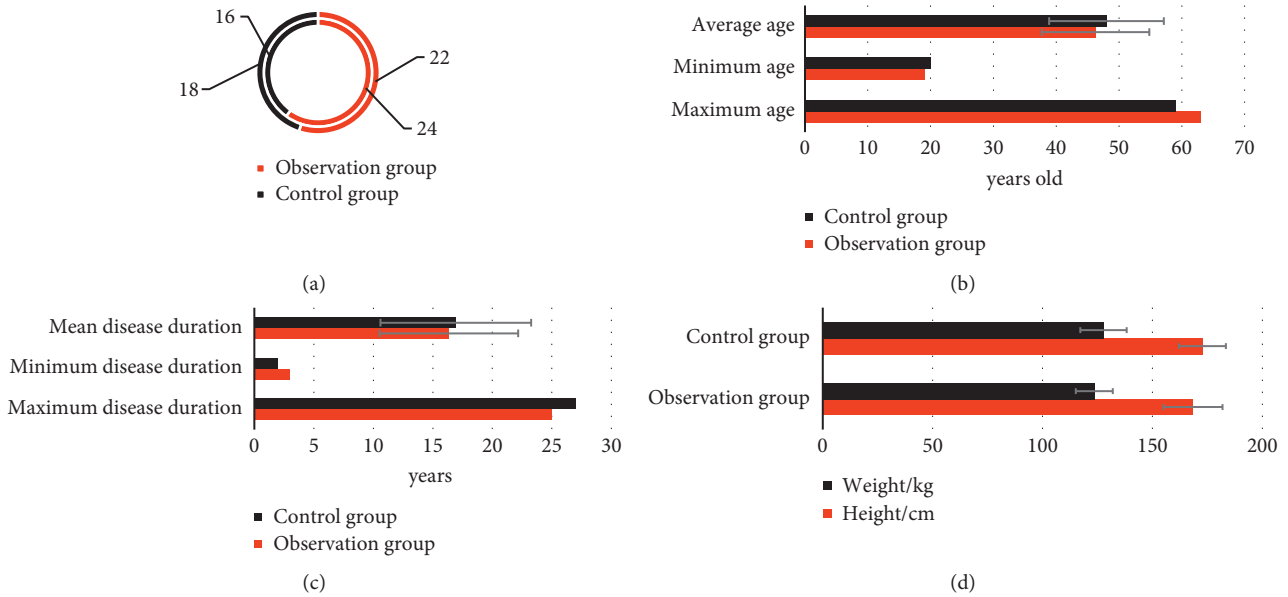 16
18
22
24
Observation group
Control group
(a)
Average age
Minimum age
Maximum age
0 10 20 30 40 50 60 70
years old
Control group
Observation group
(b)
Mean disease duration
Minimum disease duration
Maximum disease duration
0 5 10 15 20 25 30
years
Control group
Observation group
(c)
Control group
Observation group
0 50 100 150 200
Weight/kg
Height/cm
(d)